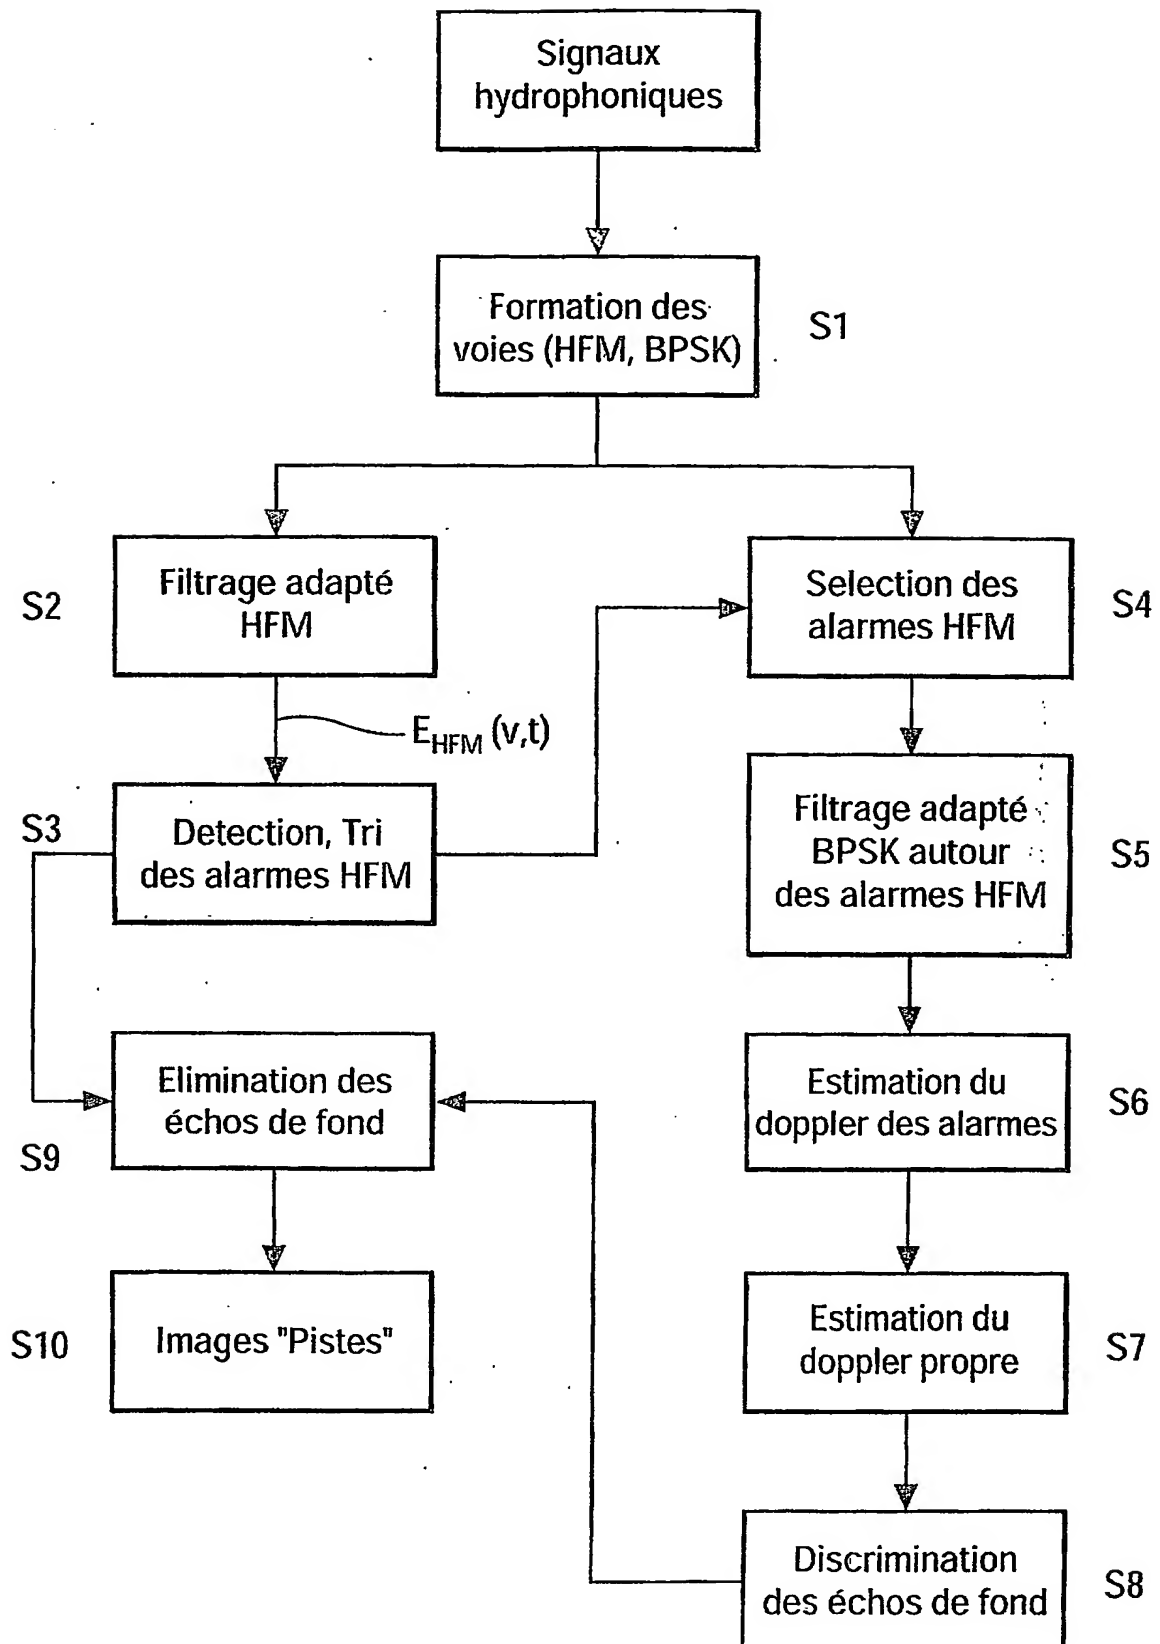 Signaux
hydrophoniques
Formation des
voies (HFM, BPSK)
S1
S2
Filtrage adapté
HFM
Selection des
alarmes HFM
S4
E_HFM (v,t)
S3
Detection, Tri
des alarmes HFM
Filtrage adapté
BPSK autour
des alarmes HFM
S5
Elimination des
échos de fond
S9
Estimation du
doppler des alarmes
S6
S10
Images "Pistes"
Estimation du
doppler propre
S7
Discrimination
des échos de fond
S8